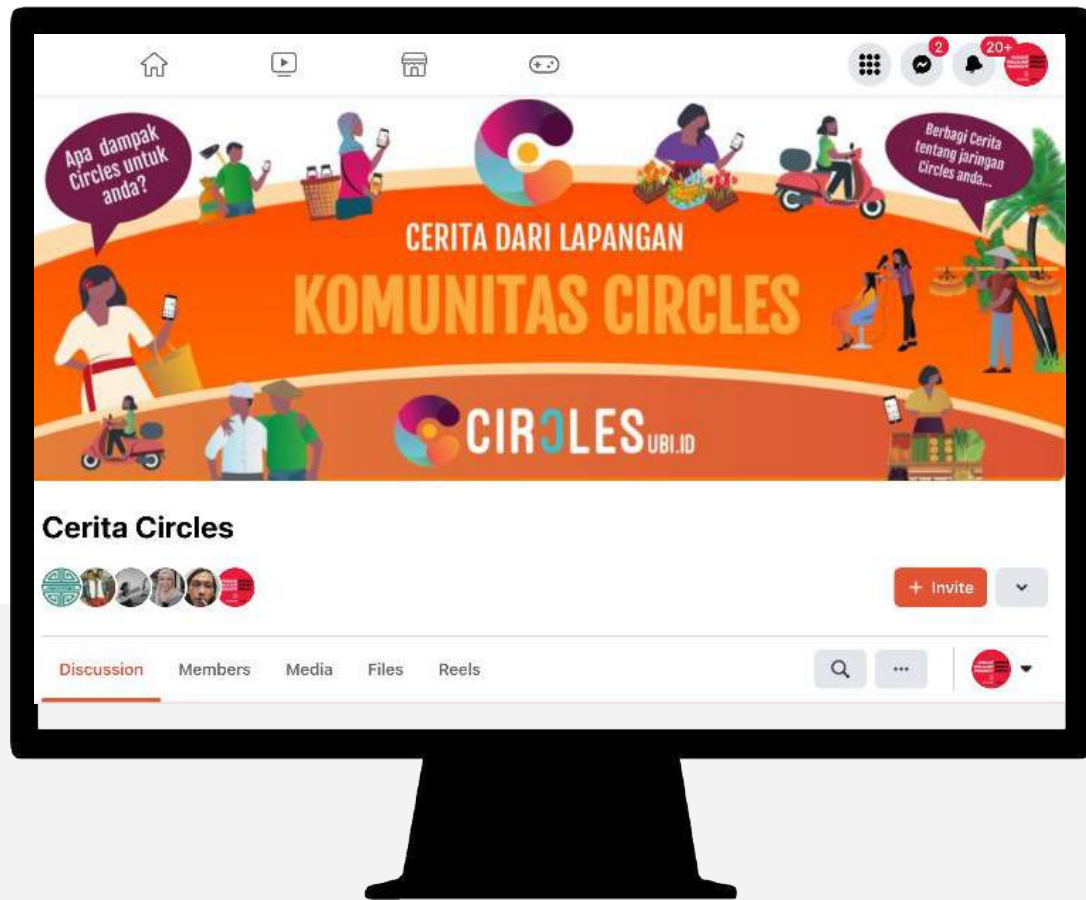 2
20+
Apa dampak
Circles untuk
anda?
Berbagi Cerita
tentang jaringan
Circles anda...
CERITA DARI LAPANGAN
KOMUNITAS CIRCLES
CIRCLES UBI.ID
Cerita Circles
+ Invite
Discussion
Members
Media
Files
Reels